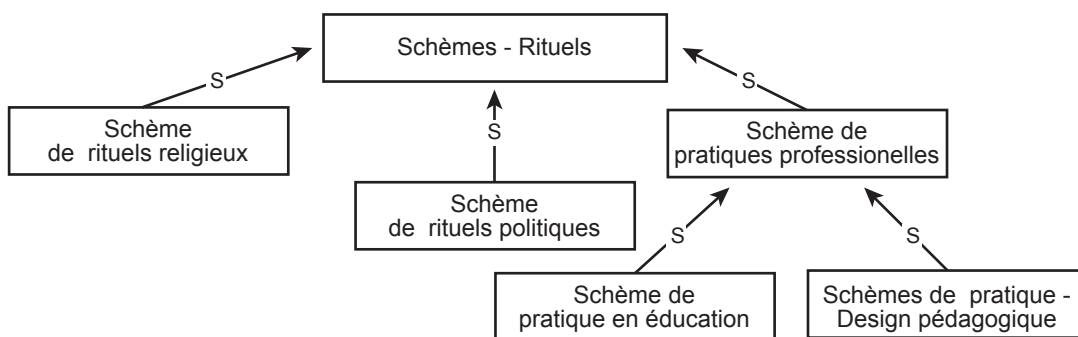 Schèmes - Rituels
S
S
Schème
de rituels religieux
S
Schème de
pratiques professionelles
Schème
de rituels politiques
S
S
Schème de
pratique en éducation
Schèmes de pratique -
Design pédagogique